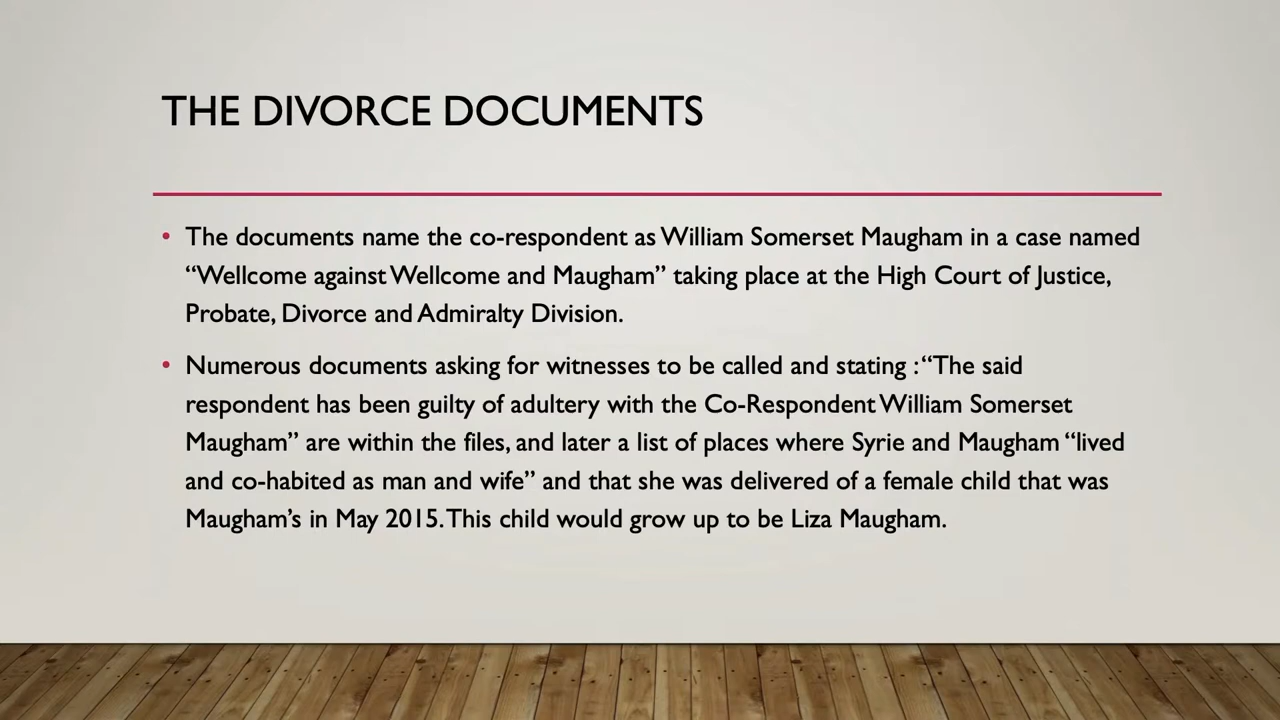 THE DIVORCE DOCUMENTS
• The documents name the co-respondent as William Somerset Maugham in a case named
“Wellcome against Wellcome and Maugham” taking place at the High Court of Justice,
Probate, Divorce and Admiralty Division.
• Numerous documents asking for witnesses to be called and stating : “The said
respondent has been guilty of adultery with the Co-Respondent William Somerset
Maugham” are within the files, and later a list of places where Syrie and Maugham “lived
and co-habited as man and wife” and that she was delivered of a female child that was
Maugham’s in May 2015. This child would grow up to be Liza Maugham.